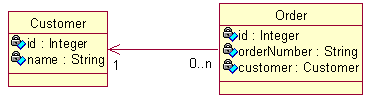 Customer
id : Integer
name : String
1
0..n
Order
id : Integer
orderNumber : String
customer : Customer